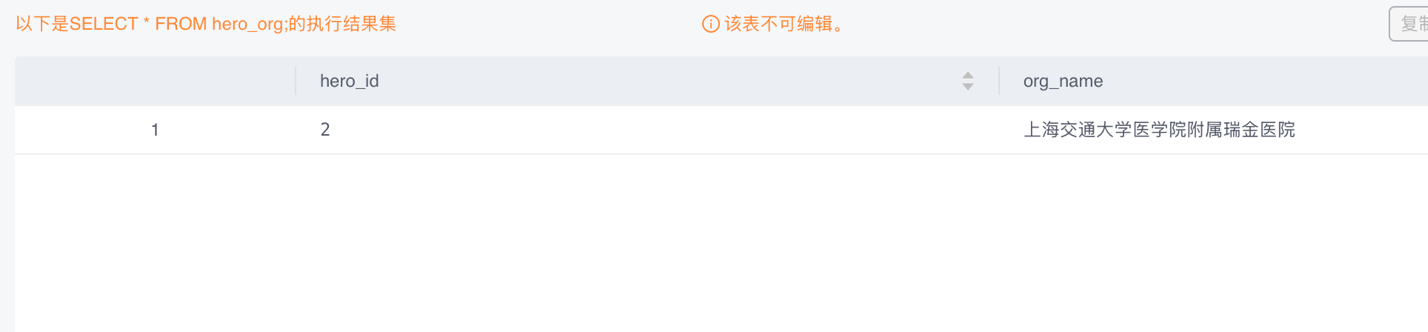 以下是SELECT * FROM hero_org;的执行结果集
该表不可编辑。
复制
hero_id
org_name
1
2
上海交通大学医学院附属瑞金医院